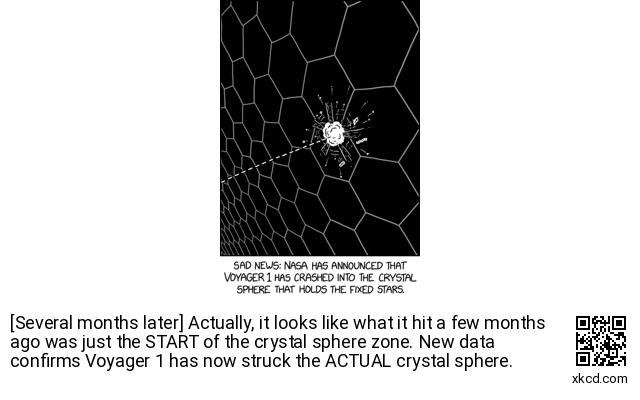 SAD NEWS: NASA HAS ANNOUNCED THAT
VOYAGER 1 HAS CRASHED INTO THE CRYSTAL
SPHERE THAT HOLDS THE FIXED STARS.
[Several months later] Actually, it looks like what it hit a few months
ago was just the START of the crystal sphere zone. New data
confirms Voyager 1 has now struck the ACTUAL crystal sphere.
xkcd.com